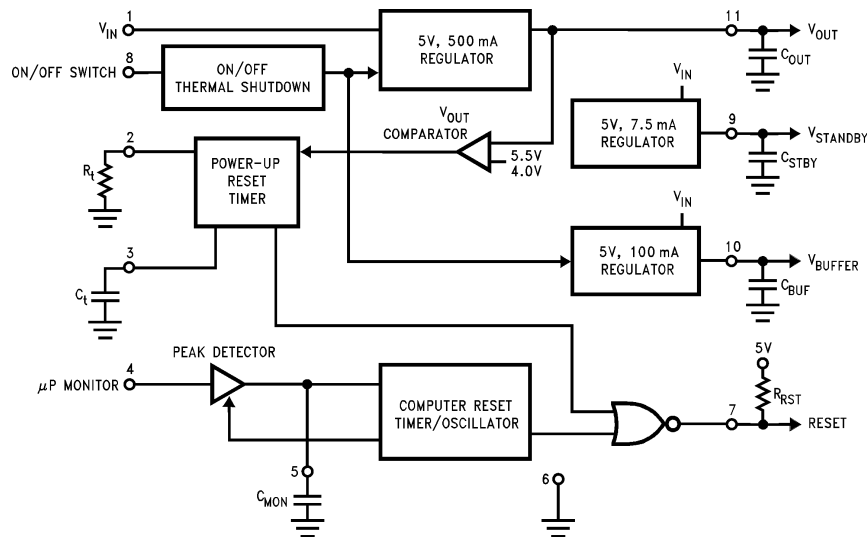 1
V_IN
5V, 500 mA
REGULATOR
11
V_OUT
C_OUT
8
ON/OFF SWITCH
ON/OFF
THERMAL SHUTDOWN
V_OUT
COMPARATOR
5.5V
4.0V
V_IN
5V, 7.5 mA
REGULATOR
9
V_STANDBY
C_STBY
2
R_t
POWER-UP
RESET
TIMER
V_IN
5V, 100 mA
REGULATOR
10
V_BUFFER
C_BUF
3
C_t
PEAK DETECTOR
4
μP MONITOR
COMPUTER RESET
TIMER/OSCILLATOR
5V
R_RST
7
RESET
5
C_MON
6